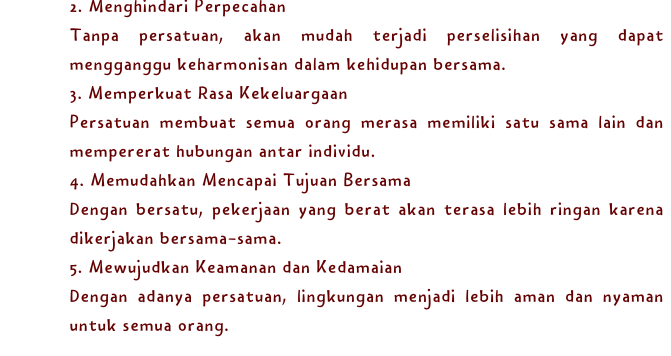 2. Menghindari Perpecahan
Tanpa persatuan, akan mudah terjadi perselisihan yang dapat
mengganggu keharmonisan dalam kehidupan bersama.
3. Memperkuat Rasa Kekeluargaan
Persatuan membuat semua orang merasa memiliki satu sama lain dan
mempererat hubungan antar individu.
4. Memudahkan Mencapai Tujuan Bersama
Dengan bersatu, pekerjaan yang berat akan terasa lebih ringan karena
dikerjakan bersama-sama.
5. Mewujudkan Keamanan dan Kedamaian
Dengan adanya persatuan, lingkungan menjadi lebih aman dan nyaman
untuk semua orang.